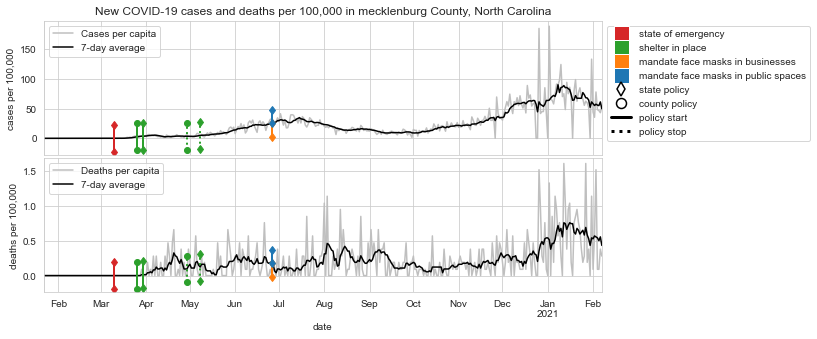 New COVID-19 cases and deaths per 100,000 in mecklenburg County, North Carolina
cases per 100,000
150
100
50
0
Cases per capita
7-day average
state of emergency
shelter in place
mandate face masks in businesses
mandate face masks in public spaces
state policy
county policy
policy start
policy stop
deaths per 100,000
1.5
1.0
0.5
0.0
Deaths per capita
7-day average
Feb Mar Apr May Jun Jul Aug Sep Oct Nov Dec Jan Feb
2021
date